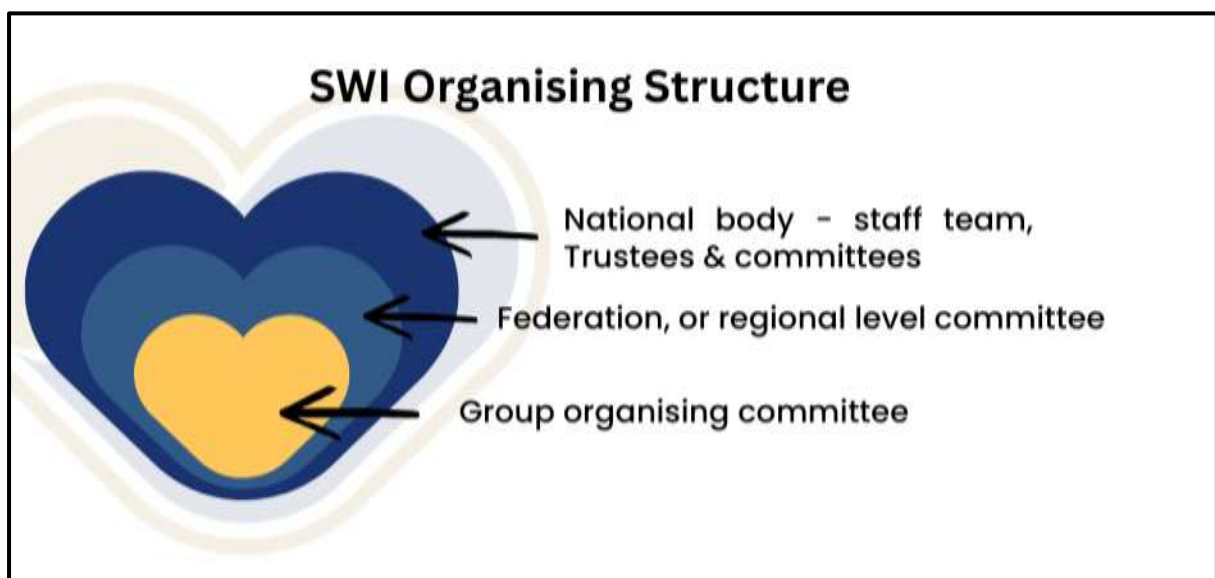 SWI Organising Structure
National body - staff team,
Trustees & committees
Federation, or regional level committee
Group organising committee